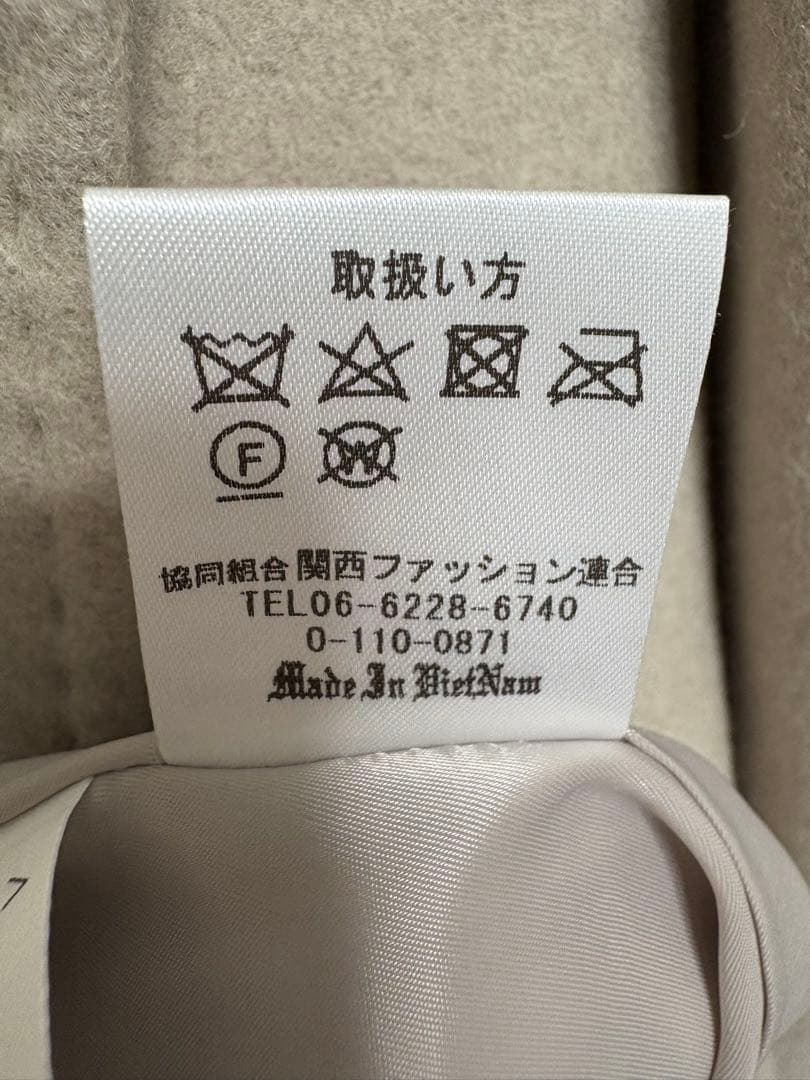 取扱い方
F W
協同組合関西ファッション連合
TEL06-6228-6740
0-110-0871
Made In VietNam
7